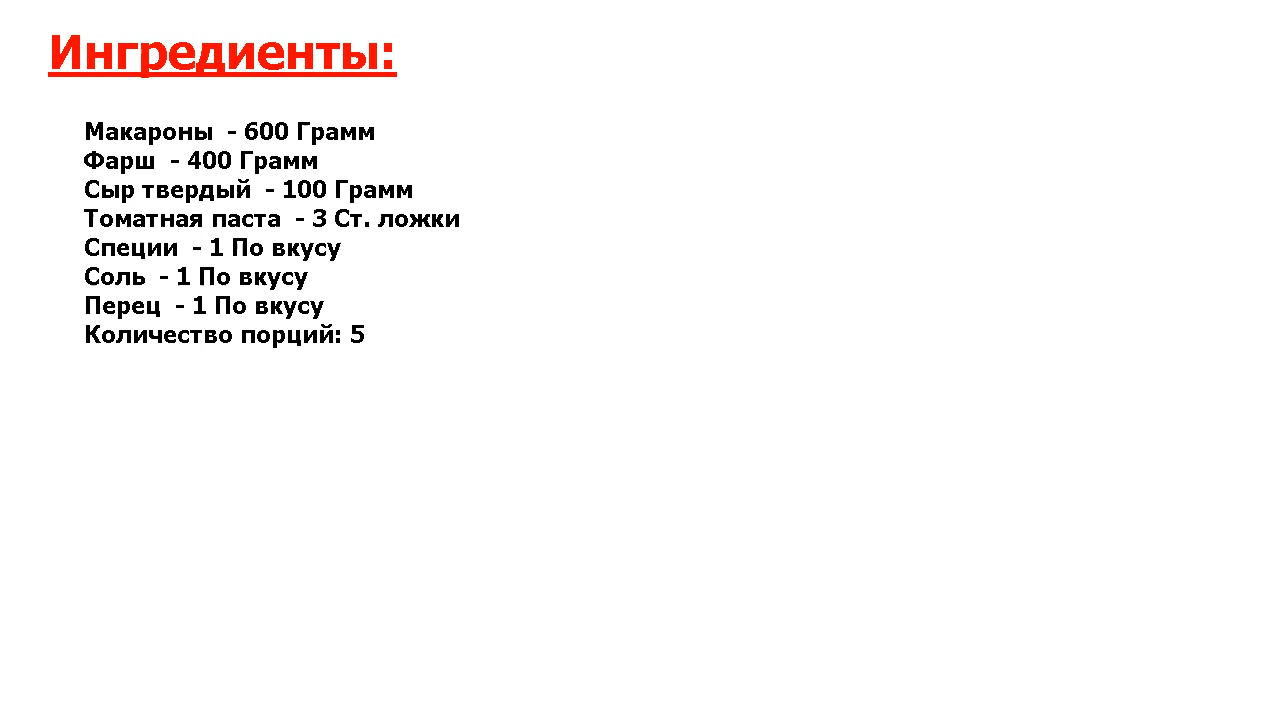 Ингредиенты:
Макароны - 600 Грамм
Фарш - 400 Грамм
Сыр твердый - 100 Грамм
Томатная паста - 3 Ст. ложки
Специи - 1 По вкусу
Соль - 1 По вкусу
Перец - 1 По вкусу
Количество порций: 5